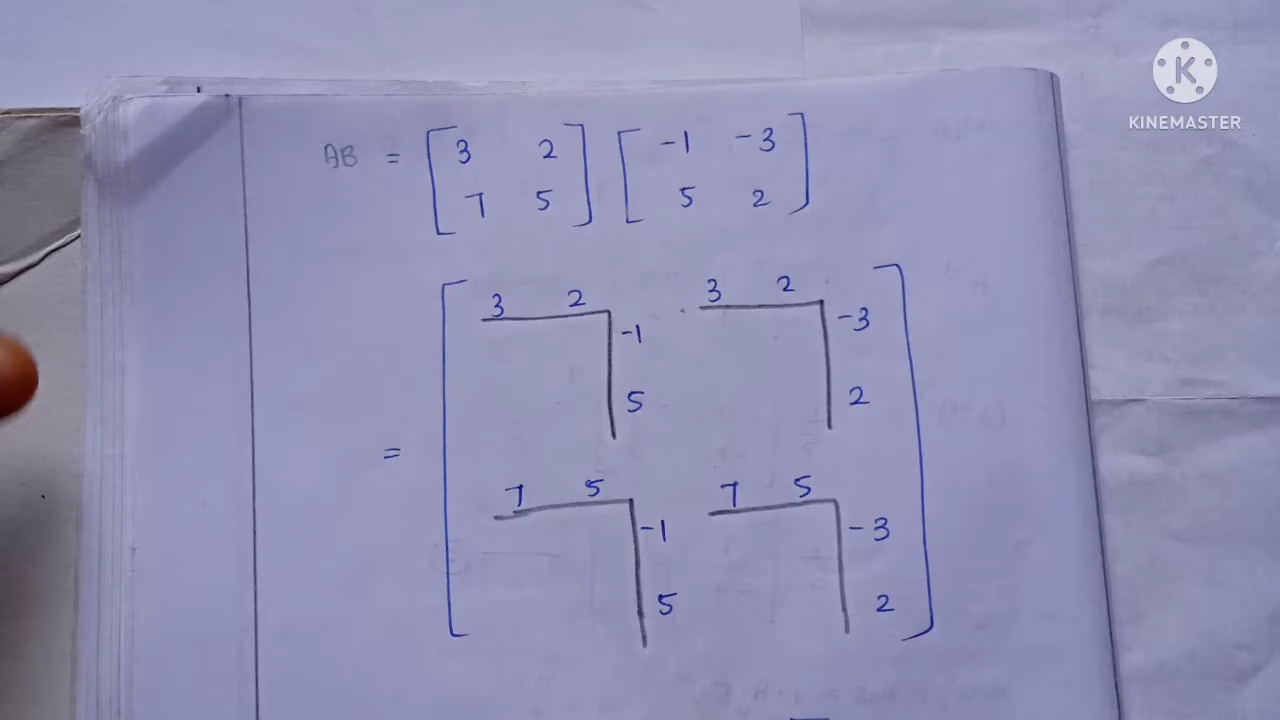 AB = [ 3 2 ] [ -1 -3 ]
[ 7 5 ] [ 5 2 ]
3 2 3 2
-1 -3
5 2
=
7 5 7 5
-1 -3
5 2
KINEMASTER